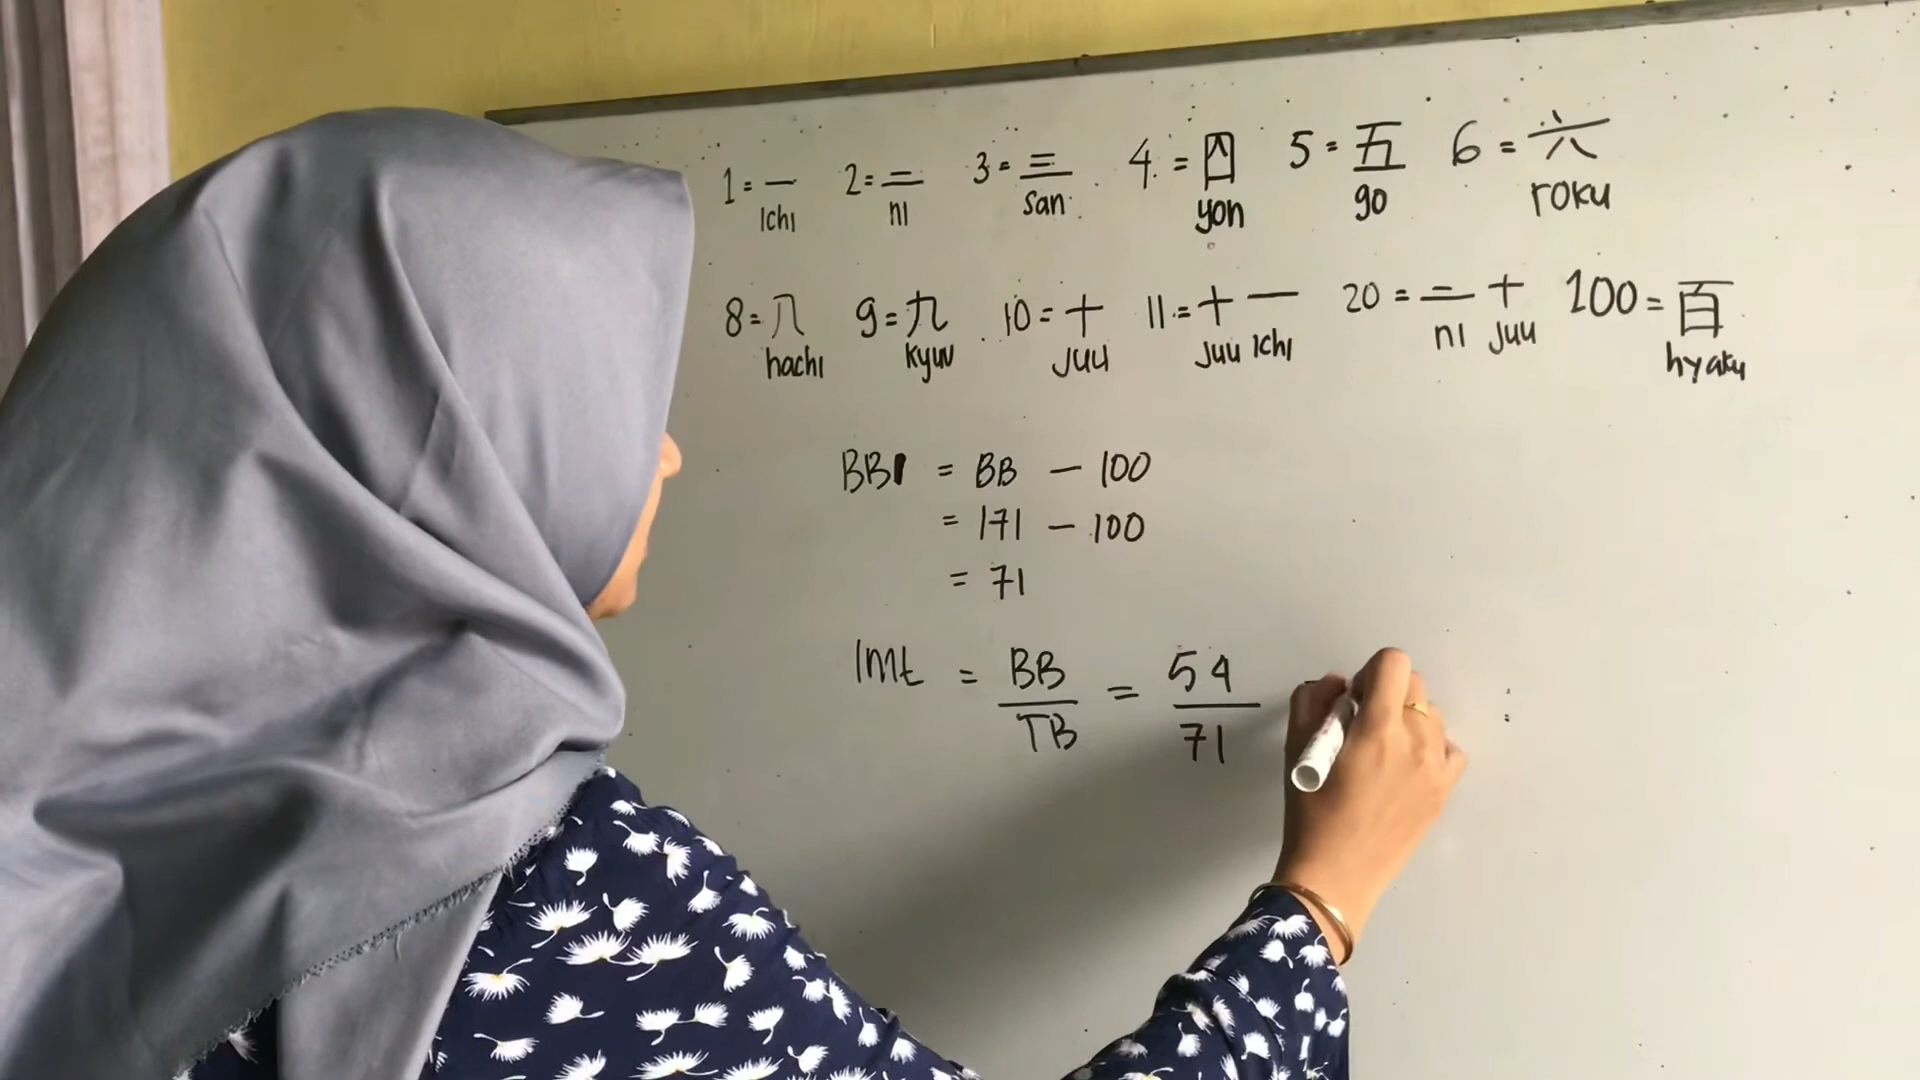 1 = 一 2 = 二 3 = 三 4 = 四 5 = 五 6 = 六
Ichi ni san yon go roku
8 = 八 9 = 九 10 = 十 11 = 十一 20 = 二十 100 = 百
hachi kyuu juu juu ichi ni juu hyaku
BBI = BB - 100
= 171 - 100
= 71
IMt = BB/TB = 54/71